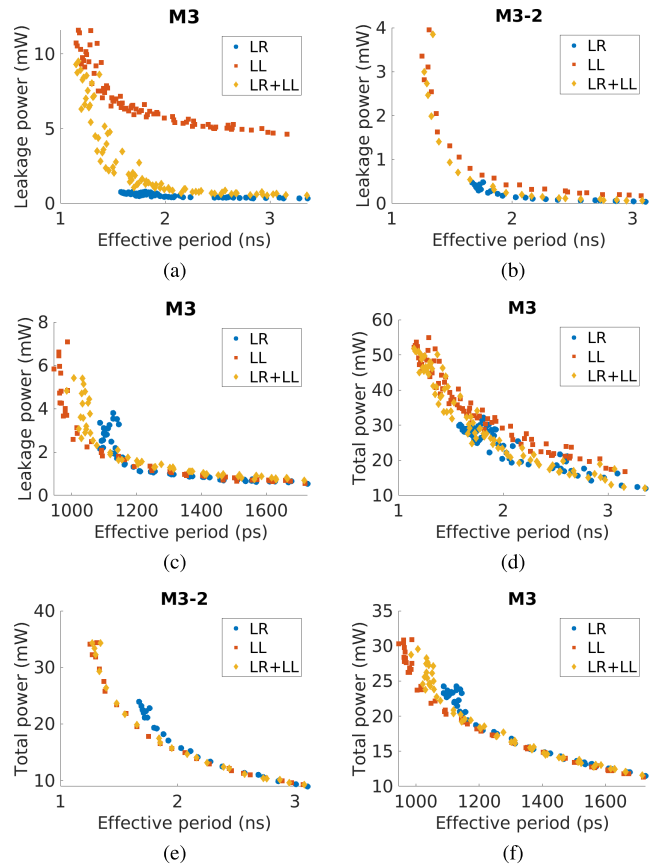 M3
Leakage power (mW)
10
5
0
1
2
3
Effective period (ns)
LR
LL
LR+LL
(a)
M3-2
Leakage power (mW)
4
3
2
1
0
1
2
3
Effective period (ns)
LR
LL
LR+LL
(b)
M3
Leakage power (mW)
8
6
4
2
0
1000 1200 1400 1600
Effective period (ps)
LR
LL
LR+LL
(c)
M3
Total power (mW)
60
50
40
30
20
10
1
2
3
Effective period (ns)
LR
LL
LR+LL
(d)
M3-2
Total power (mW)
40
30
20
10
1
2
3
Effective period (ns)
LR
LL
LR+LL
(e)
M3
Total power (mW)
35
30
25
20
15
10
1000 1200 1400 1600
Effective period (ps)
LR
LL
LR+LL
(f)